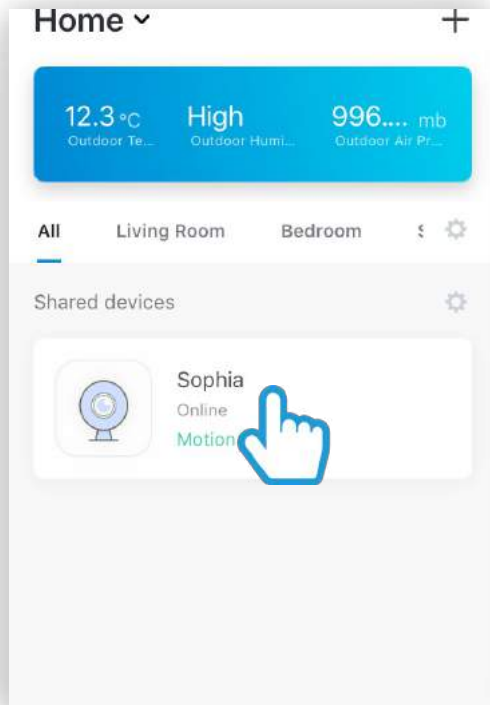 Home
12.3 °C High 996.... mb
Outdoor Te... Outdoor Humi... Outdoor Air Pr...
All Living Room Bedroom S
Shared devices
Sophia
Online
Motion